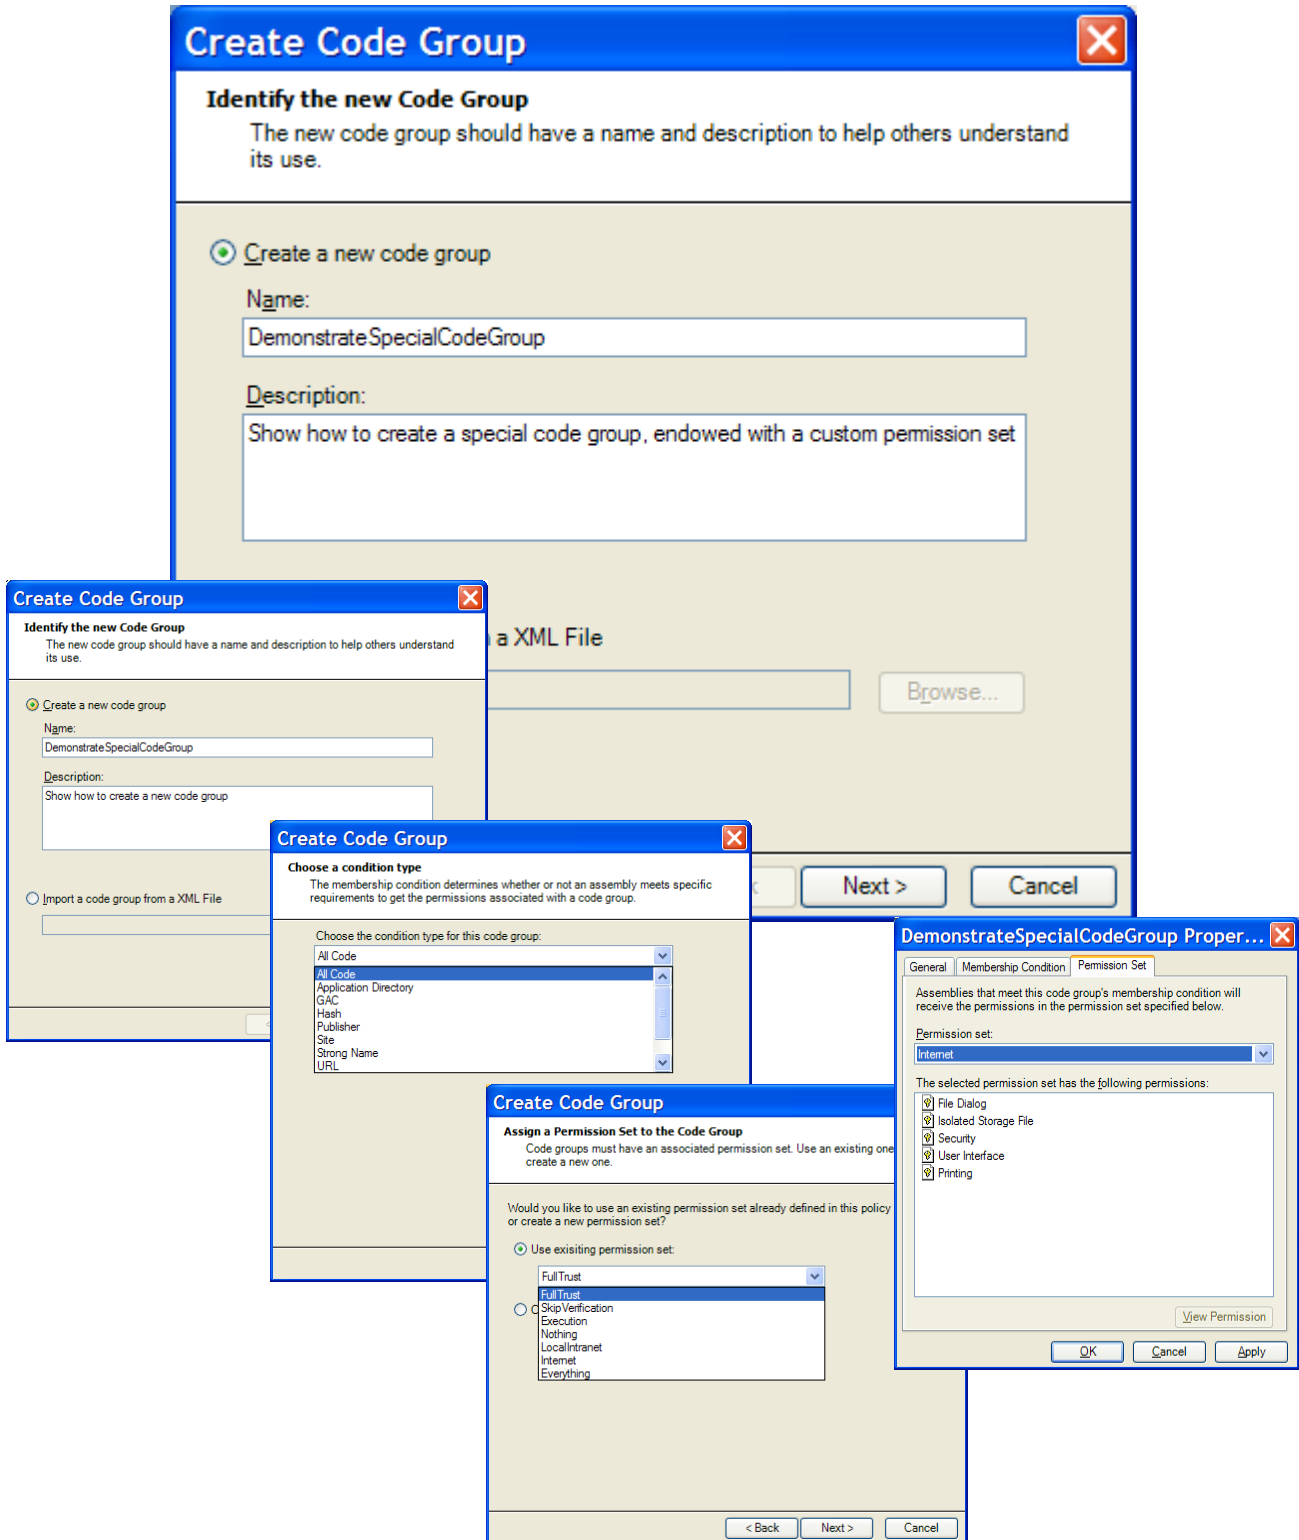 Create Code Group
Identify the new Code Group
The new code group should have a name and description to help others understand
its use.
Create a new code group
Name:
DemonstrateSpecialCodeGroup
Description:
Show how to create a special code group, endowed with a custom permission set
a XML File
Browse...
Next >
Cancel
Create Code Group
Identify the new Code Group
The new code group should have a name and description to help others understand
its use.
Create a new code group
Name:
DemonstrateSpecialCodeGroup
Description:
Show how to create a new code group
Import a code group from a XML File
<
Create Code Group
Choose a condition type
The membership condition determines whether or not an assembly meets specific
requirements to get the permissions associated with a code group.
Choose the condition type for this code group:
All Code
All Code
Application Directory
GAC
Hash
Publisher
Site
Strong Name
URL
Create Code Group
Assign a Permission Set to the Code Group
Code groups must have an associated permission set. Use an existing one
create a new one.
Would you like to use an existing permission set already defined in this policy
or create a new permission set?
Use exisiting permission set:
FullTrust
FullTrust
SkipVerification
Execution
Nothing
LocalIntranet
Internet
Everything
< Back
Next >
Cancel
DemonstrateSpecialCodeGroup Proper...
General
Membership Condition
Permission Set
Assemblies that meet this code group's membership condition will
receive the permissions in the permission set specified below.
Permission set:
Internet
The selected permission set has the following permissions:
File Dialog
Isolated Storage File
Security
User Interface
Printing
View Permission
OK
Cancel
Apply